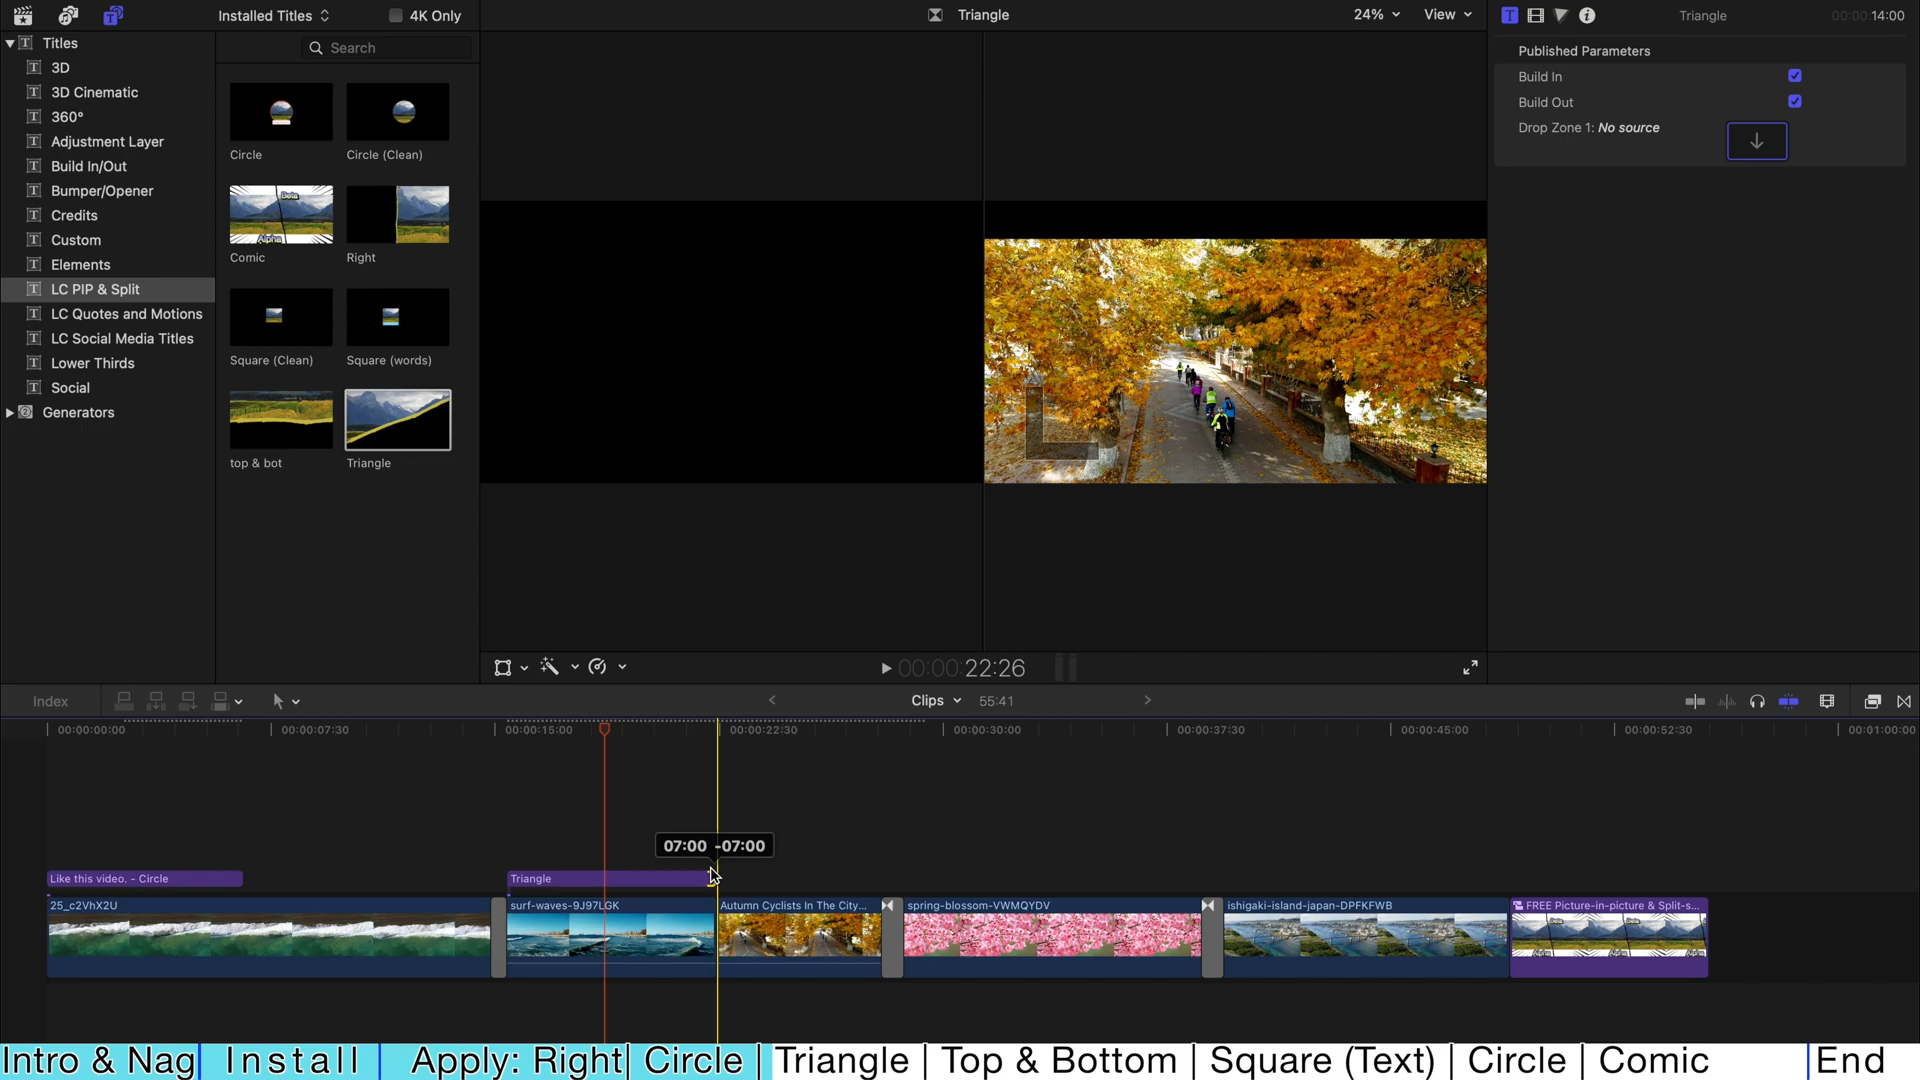 Installed Titles
4K Only
Triangle
24%
View
Triangle
00:00:14:00
Titles
3D
3D Cinematic
360°
Adjustment Layer
Build In/Out
Bumper/Opener
Credits
Custom
Elements
LC PIP & Split
LC Quotes and Motions
LC Social Media Titles
Lower Thirds
Social
Generators
Search
Circle
Circle (Clean)
Beta
Alpha
Comic
Right
Square (Clean)
Square (words)
top & bot
Triangle
Published Parameters
Build In
Build Out
Drop Zone 1: No source
00:00:22:26
Index
Clips
55:41
00:00:00:00
00:00:07:30
00:00:15:00
00:00:22:30
00:00:30:00
00:00:37:30
00:00:45:00
00:00:52:30
00:01:00:00
07:00 -07:00
Like this video. - Circle
Triangle
25_c2VhX2U
surf-waves-9J97LGK
Autumn Cyclists In The City...
spring-blossom-VWMQYDV
ishigaki-island-japan-DPFKFWB
FREE Picture-in-picture & Split-s...
Intro & Nag
Install
Apply: Right| Circle | Triangle | Top & Bottom | Square (Text) | Circle | Comic
End